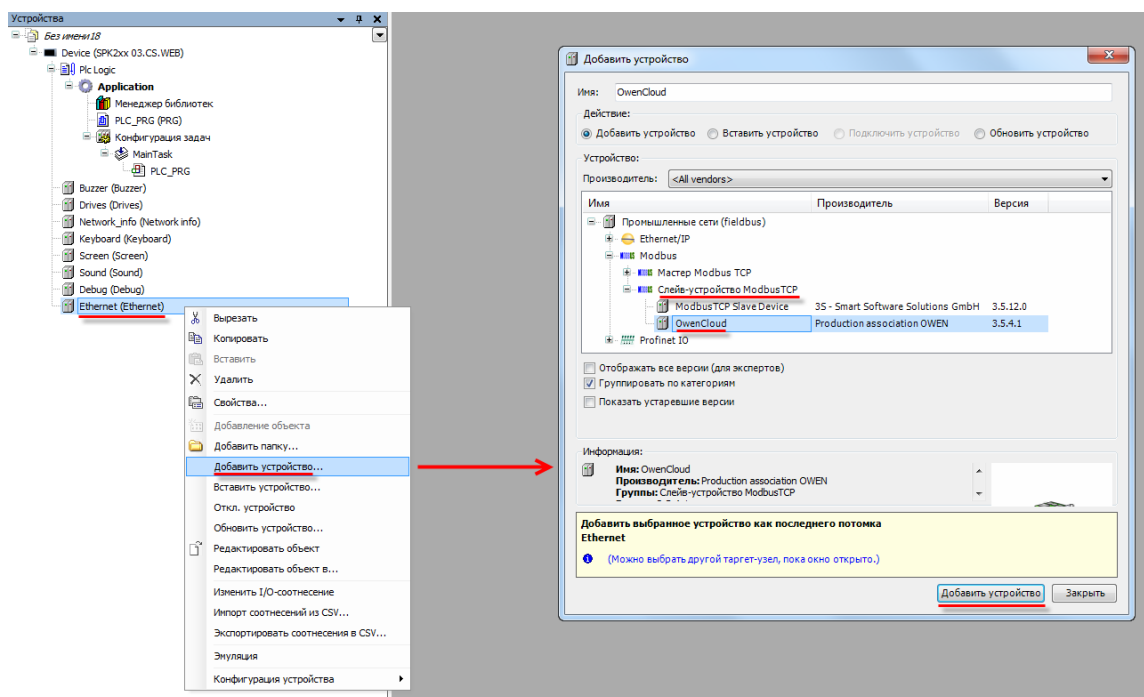 Устройства
Без имени18
Device (SPK2xx 03.CS.WEB)
Plc Logic
Application
Менеджер библиотек
PLC_PRG (PRG)
Конфигурация задач
MainTask
PLC_PRG
Buzzer (Buzzer)
Drives (Drives)
Network_info (Network info)
Keyboard (Keyboard)
Screen (Screen)
Sound (Sound)
Debug (Debug)
Ethernet (Ethernet)
Вырезать
Копировать
Вставить
Удалить
Свойства...
Добавление объекта
Добавить папку...
Добавить устройство...
Вставить устройство...
Откл. устройство
Обновить устройство...
Редактировать объект
Редактировать объект в...
Изменить I/O-соотнесение
Импорт соотнесений из CSV...
Экспортировать соотнесения в CSV...
Эмуляция
Конфигурация устройства
Добавить устройство
Имя: OwenCloud
Действие:
Добавить устройство Вставить устройство Подключить устройство Обновить устройство
Устройство:
Производитель: <All vendors>
Имя Производитель Версия
Промышленные сети (fieldbus)
Ethernet/IP
Modbus
Мастер Modbus TCP
Слейв-устройство ModbusTCP
ModbusTCP Slave Device 3S - Smart Software Solutions GmbH 3.5.12.0
OwenCloud Production association OWEN 3.5.4.1
Profinet IO
Отображать все версии (для экспертов)
Группировать по категориям
Показать устаревшие версии
Информация:
Имя: OwenCloud
Производитель: Production association OWEN
Группы: Слейв-устройство ModbusTCP
Добавить выбранное устройство как последнего потомка
Ethernet
(Можно выбрать другой таргет-узел, пока окно открыто.)
Добавить устройство Закрыть